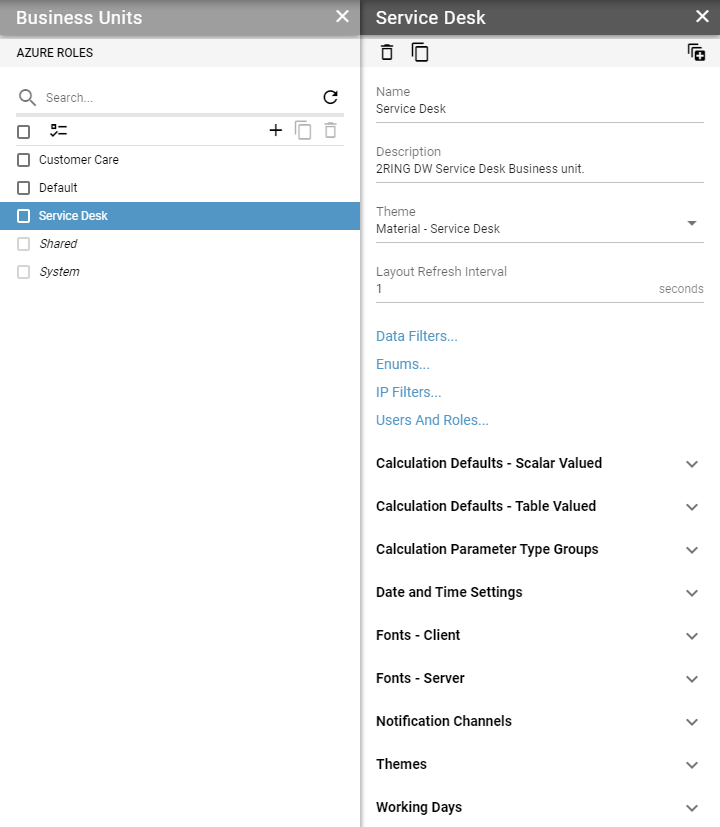 Business Units
AZURE ROLES
Search...
Customer Care
Default
Service Desk
Shared
System
Service Desk
Name
Service Desk
Description
2RING DW Service Desk Business unit.
Theme
Material - Service Desk
Layout Refresh Interval
1 seconds
Data Filters...
Enums...
IP Filters...
Users And Roles...
Calculation Defaults - Scalar Valued
Calculation Defaults - Table Valued
Calculation Parameter Type Groups
Date and Time Settings
Fonts - Client
Fonts - Server
Notification Channels
Themes
Working Days